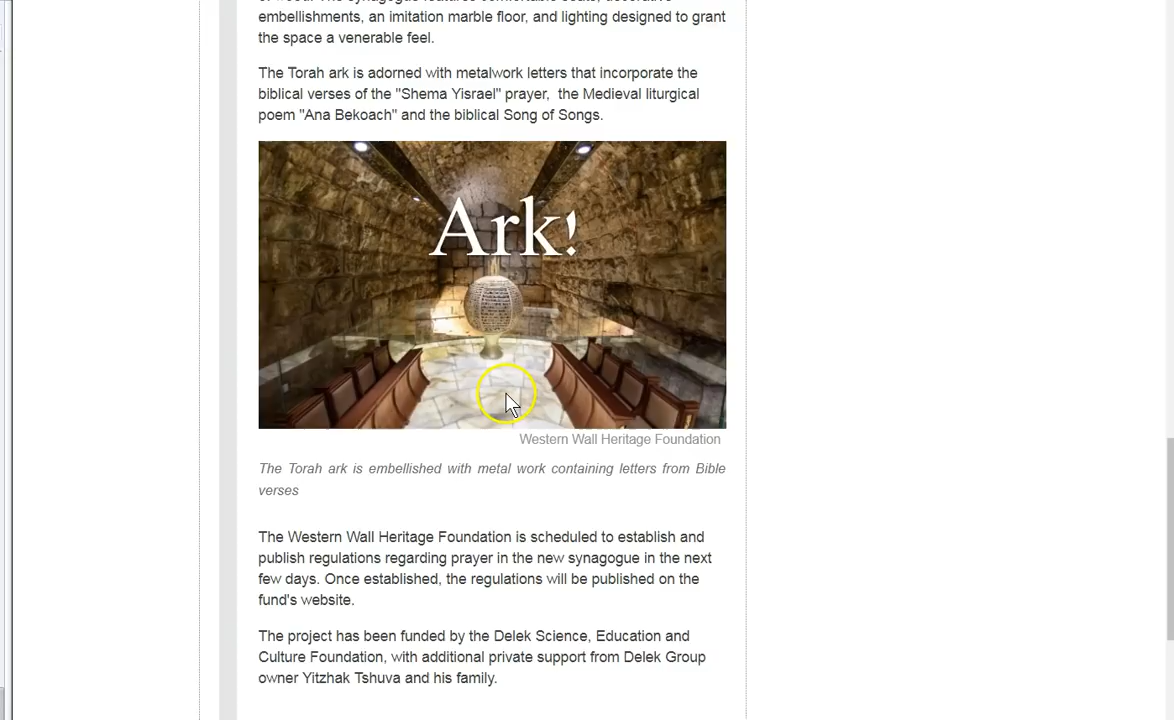 embellishments, an imitation marble floor, and lighting designed to grant
the space a venerable feel.
The Torah ark is adorned with metalwork letters that incorporate the
biblical verses of the "Shema Yisrael" prayer,  the Medieval liturgical
poem "Ana Bekoach" and the biblical Song of Songs.
Ark!
Western Wall Heritage Foundation
The Torah ark is embellished with metal work containing letters from Bible
verses
The Western Wall Heritage Foundation is scheduled to establish and
publish regulations regarding prayer in the new synagogue in the next
few days. Once established, the regulations will be published on the
fund's website.
The project has been funded by the Delek Science, Education and
Culture Foundation, with additional private support from Delek Group
owner Yitzhak Tshuva and his family.